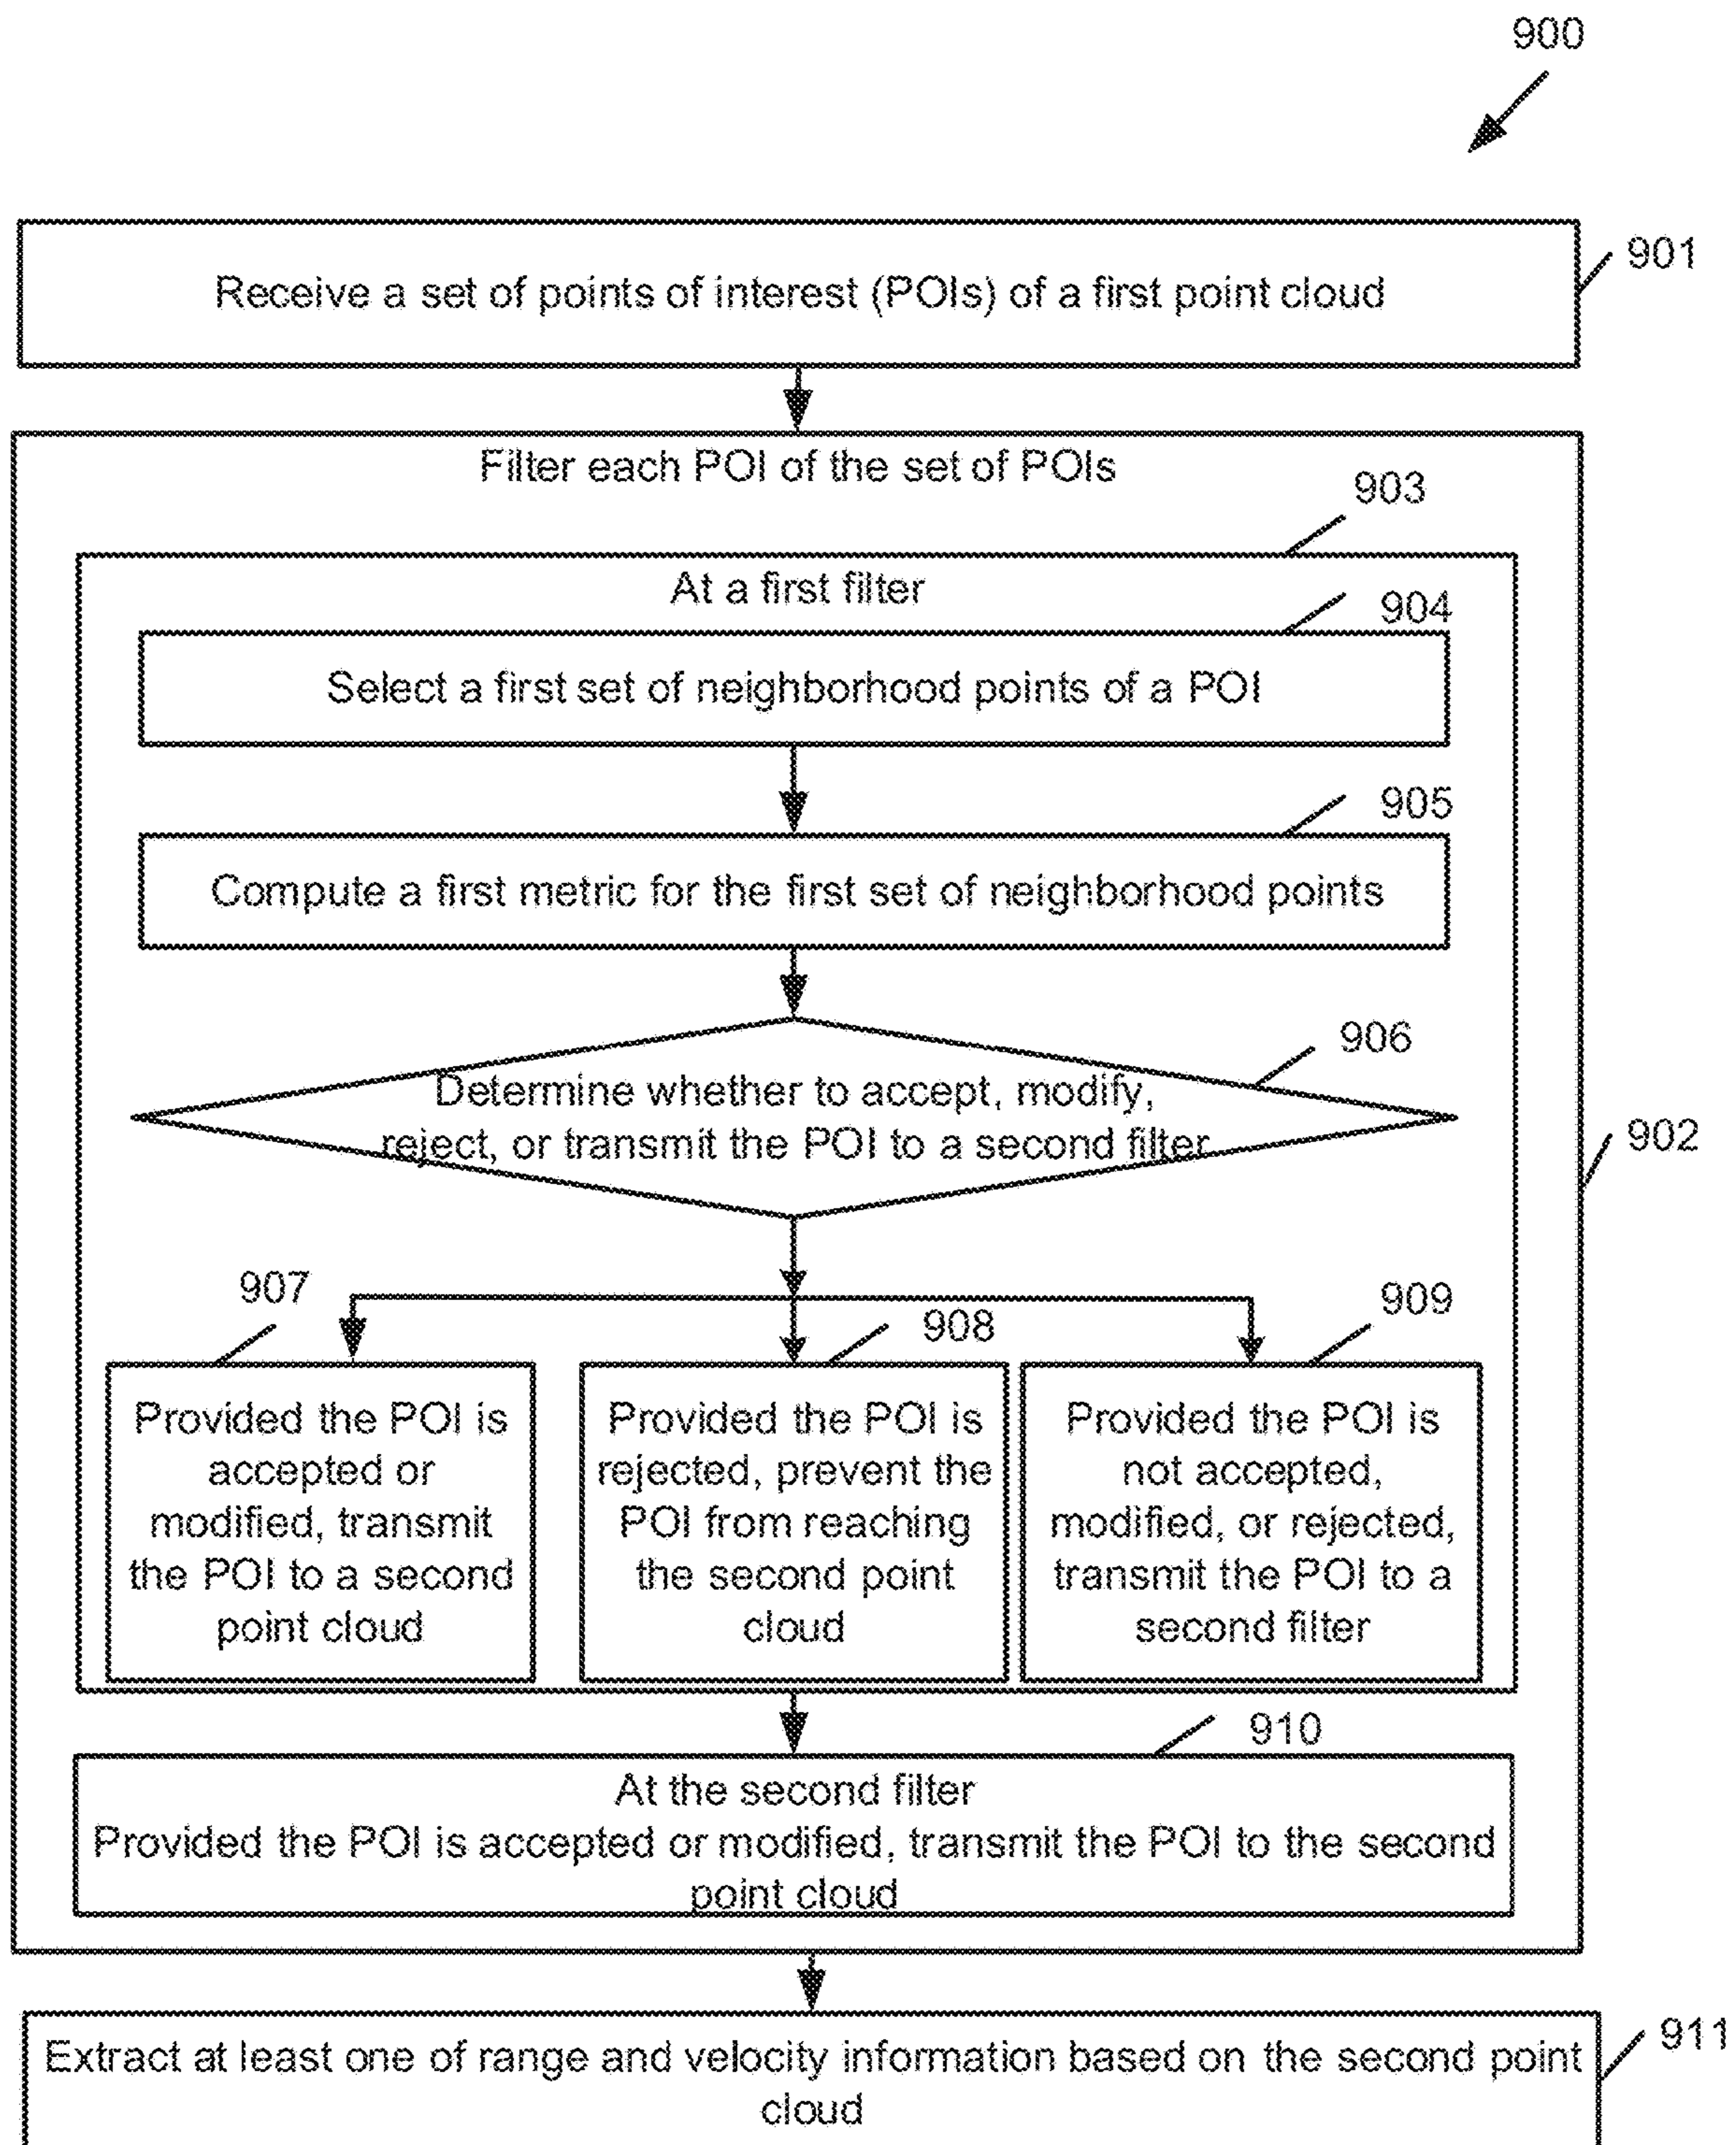 900
Receive a set of points of interest (POIs) of a first point cloud
901
Filter each POI of the set of POIs
903
At a first filter
904
Select a first set of neighborhood points of a POI
905
Compute a first metric for the first set of neighborhood points
906
Determine whether to accept, modify,
reject, or transmit the POI to a second filter
902
907
908
909
Provided the POI is
accepted or
modified, transmit
the POI to a second
point cloud
Provided the POI is
rejected, prevent the
POI from reaching
the second point
cloud
Provided the POI is
not accepted,
modified, or rejected,
transmit the POI to a
second filter
910
At the second filter
Provided the POI is accepted or modified, transmit the POI to the second
point cloud
911
Extract at least one of range and velocity information based on the second point
cloud